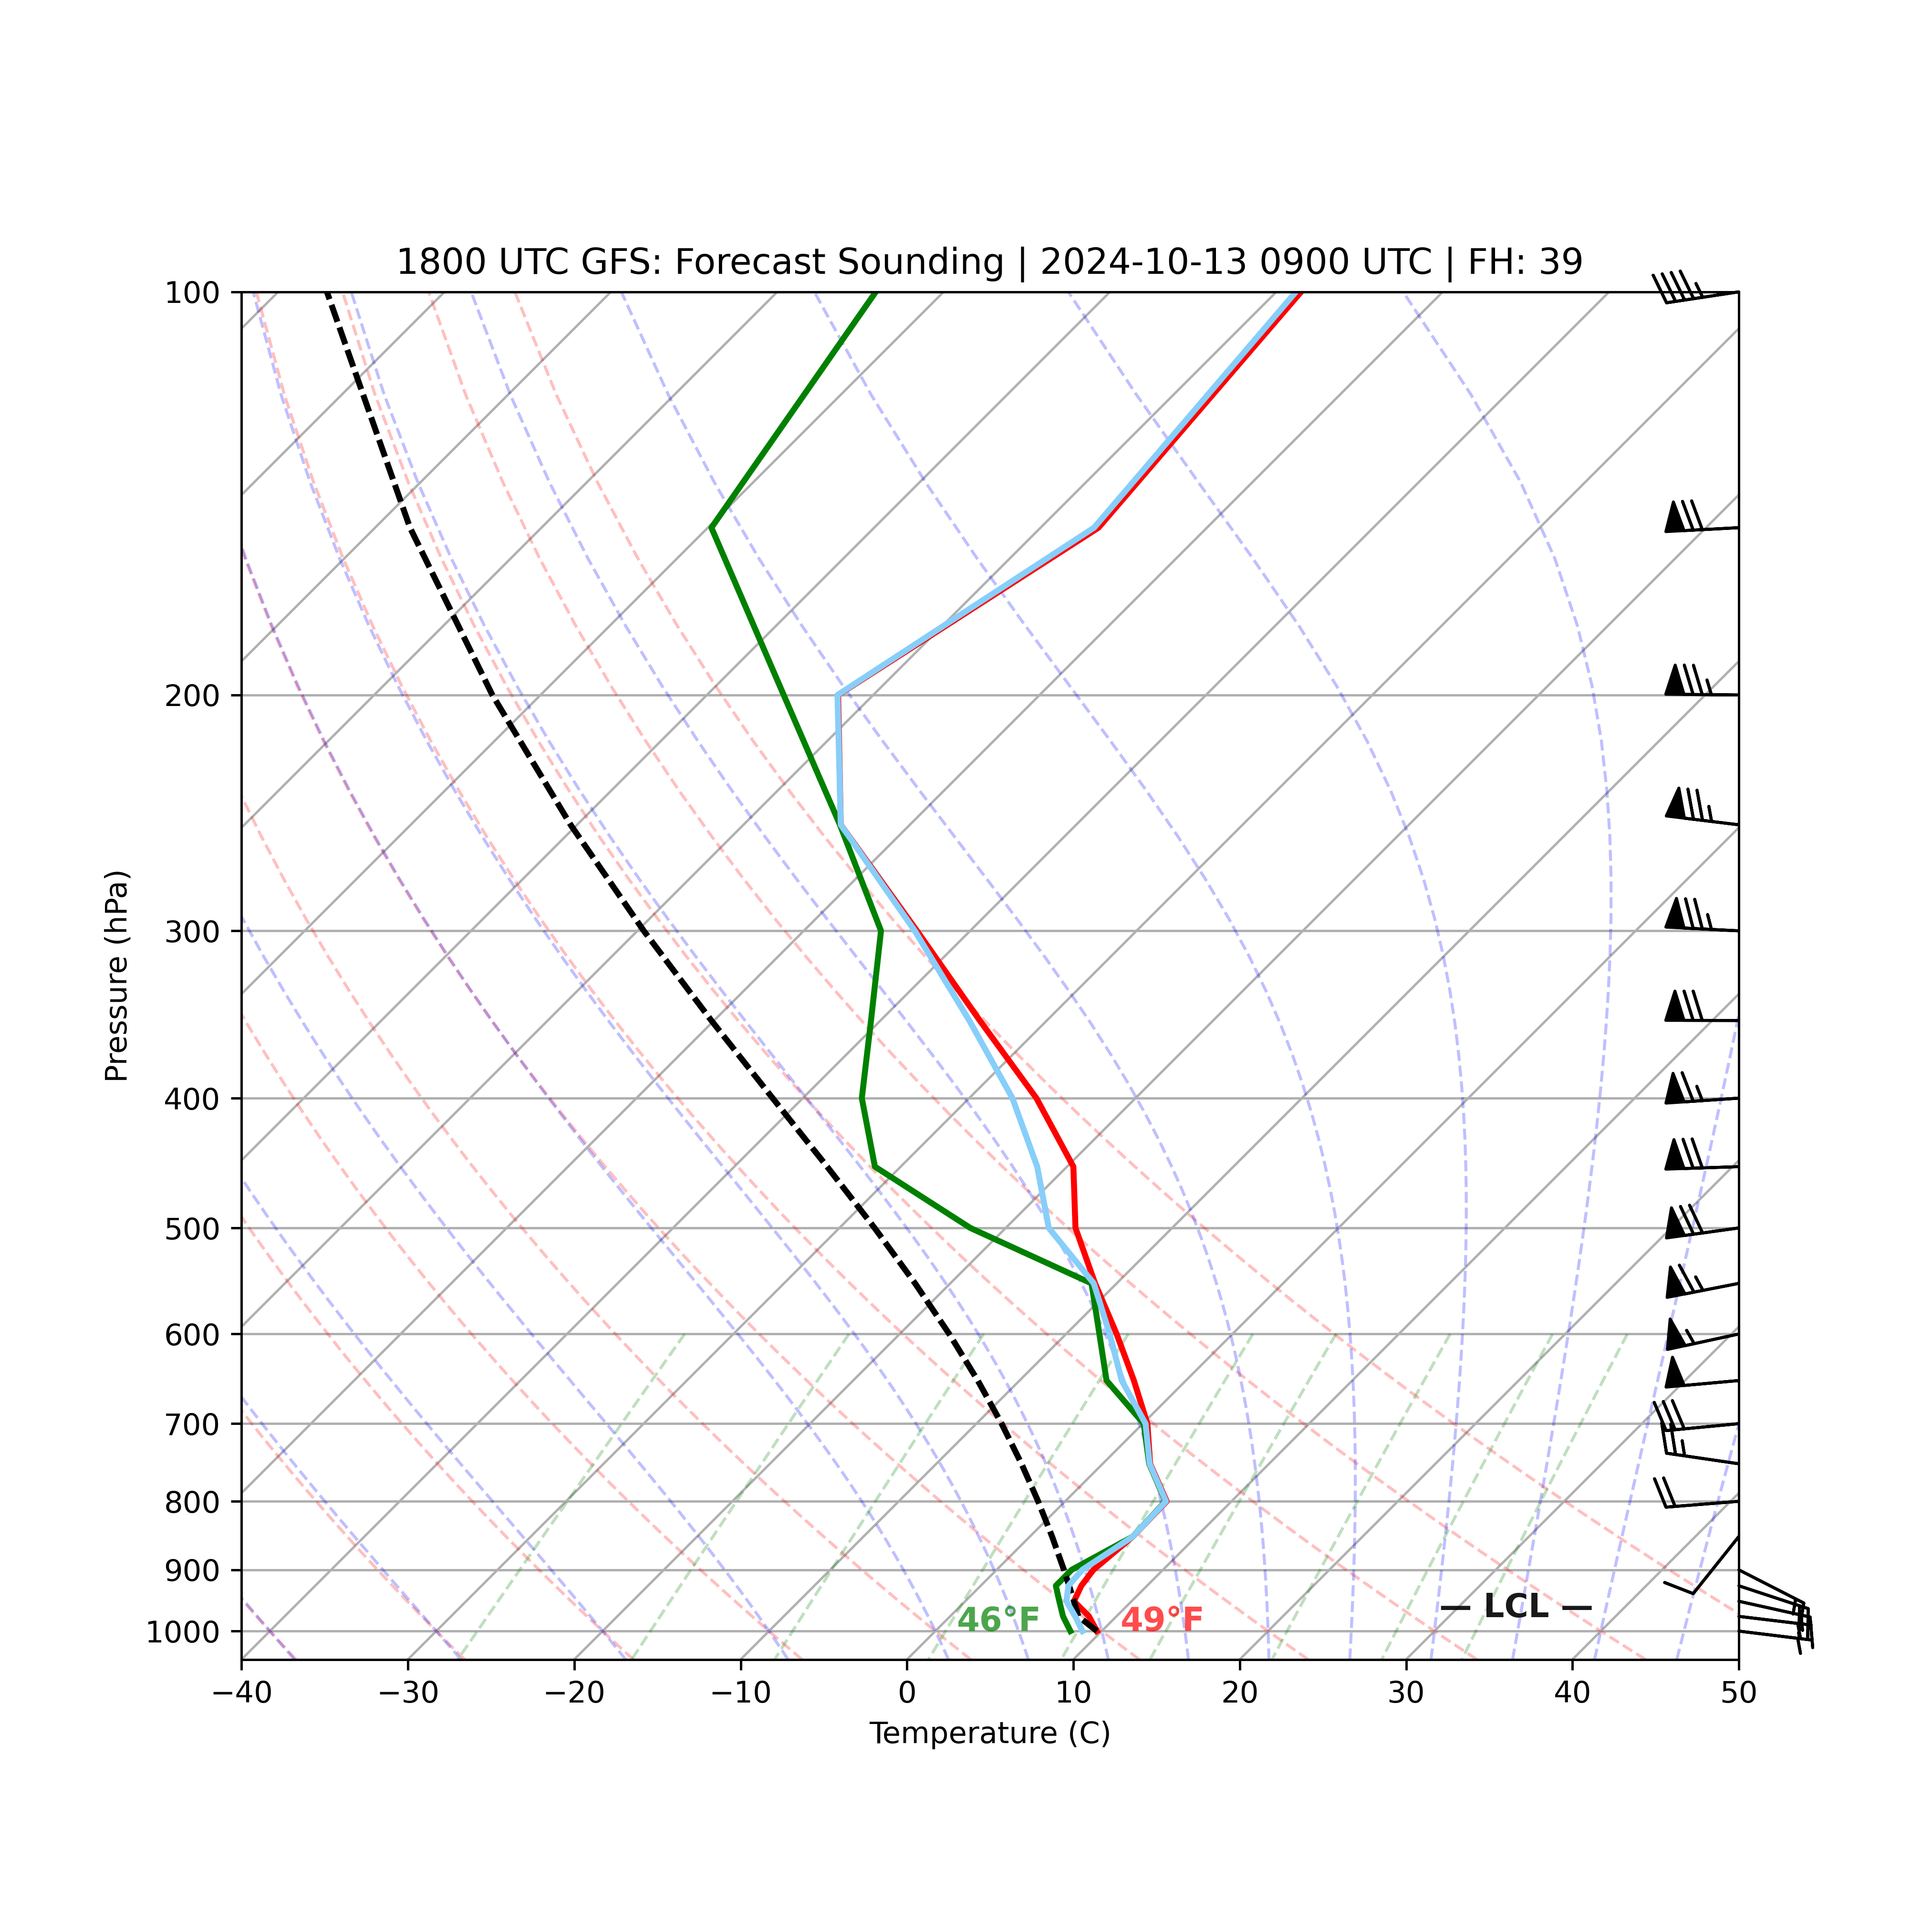 1800 UTC GFS: Forecast Sounding | 2024-10-13 0900 UTC | FH: 39
100
200
300
400
500
600
700
800
900
1000
Pressure (hPa)
46°F 49°F — LCL —
−40 −30 −20 −10 0 10 20 30 40 50
Temperature (C)